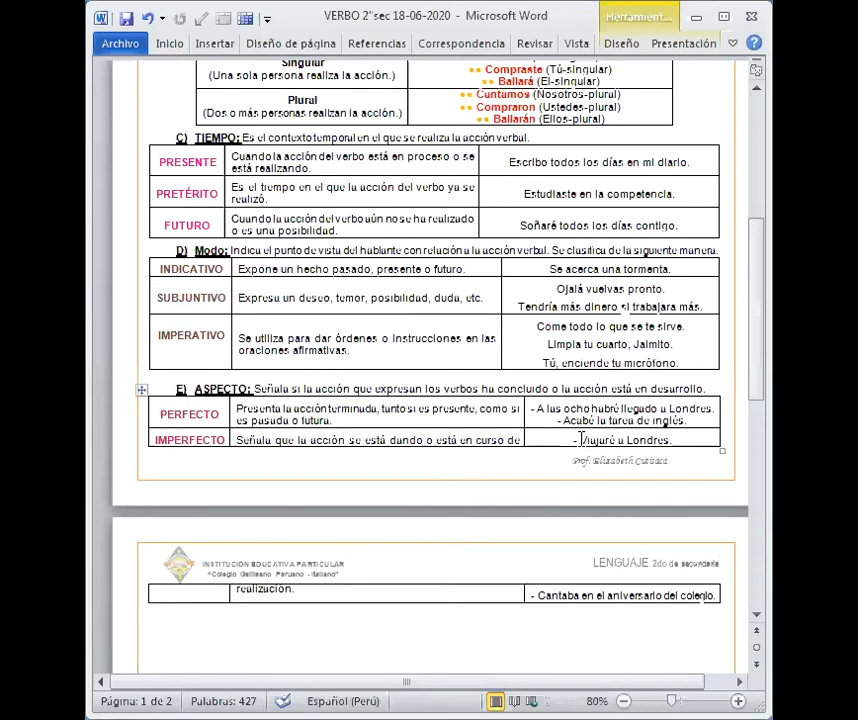 VERBO 2°sec 18-06-2020 - Microsoft Word
Herramient...
Archivo Inicio Insertar Diseño de página Referencias Correspondencia Revisar Vista Diseño Presentación
Singular
(Una sola persona realiza la acción.)
Compraste (Tú-singular)
Bailará (El-singular)
Plural
(Dos o más personas realizan la acción.)
Cantamos (Nosotros-plural)
Compraron (Ustedes-plural)
Bailarán (Ellos-plural)
C) TIEMPO: Es el contexto temporal en el que se realiza la acción verbal.
PRESENTE Cuando la acción del verbo está en proceso o se Escribo todos los días en mi diario.
está realizando.
PRETÉRITO Es el tiempo en el que la acción del verbo ya se Estudiaste en la competencia.
realizó.
FUTURO Cuando la acción del verbo aún no se ha realizado Soñaré todos los días contigo.
o es una posibilidad.
D) Modo: Indica el punto de vista del hablante con relación a la acción verbal. Se clasifica de la siguiente manera.
INDICATIVO Expone un hecho pasado, presente o futuro. Se acerca una tormenta.
SUBJUNTIVO Expresa un deseo, temor, posibilidad, duda, etc. Ojalá vuelvas pronto.
Tendría más dinero si trabajara más.
IMPERATIVO Se utiliza para dar órdenes o instrucciones en las
oraciones afirmativas.
Come todo lo que se te sirve.
Limpia tu cuarto, Jaimito.
Tú, enciende tu micrófono.
E) ASPECTO: Señala si la acción que expresan los verbos ha concluido o la acción está en desarrollo.
PERFECTO Presenta la acción terminada, tanto si es presente, como si - A las ocho habré llegado a Londres.
es pasada o futura. - Acabé la tarea de inglés.
IMPERFECTO Señala que la acción se está dando o está en curso de - Viajaré a Londres.
Prof. Elizabeth Cutizaca
INSTITUCIÓN EDUCATIVA PARTICULAR LENGUAJE 2do de secundaria
"Colegio Galileano Peruano - Italiano"
realización. - Cantaba en el aniversario del colegio.
Página: 1 de 2 Palabras: 427 Español (Perú) 80%